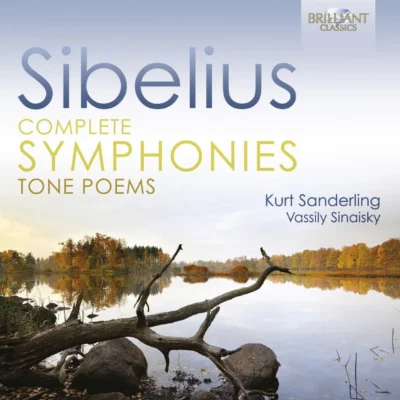 BRILLIANT
CLASSICS
Sibelius
COMPLETE
SYMPHONIES
TONE POEMS
Kurt Sanderling
Vassily Sinaisky